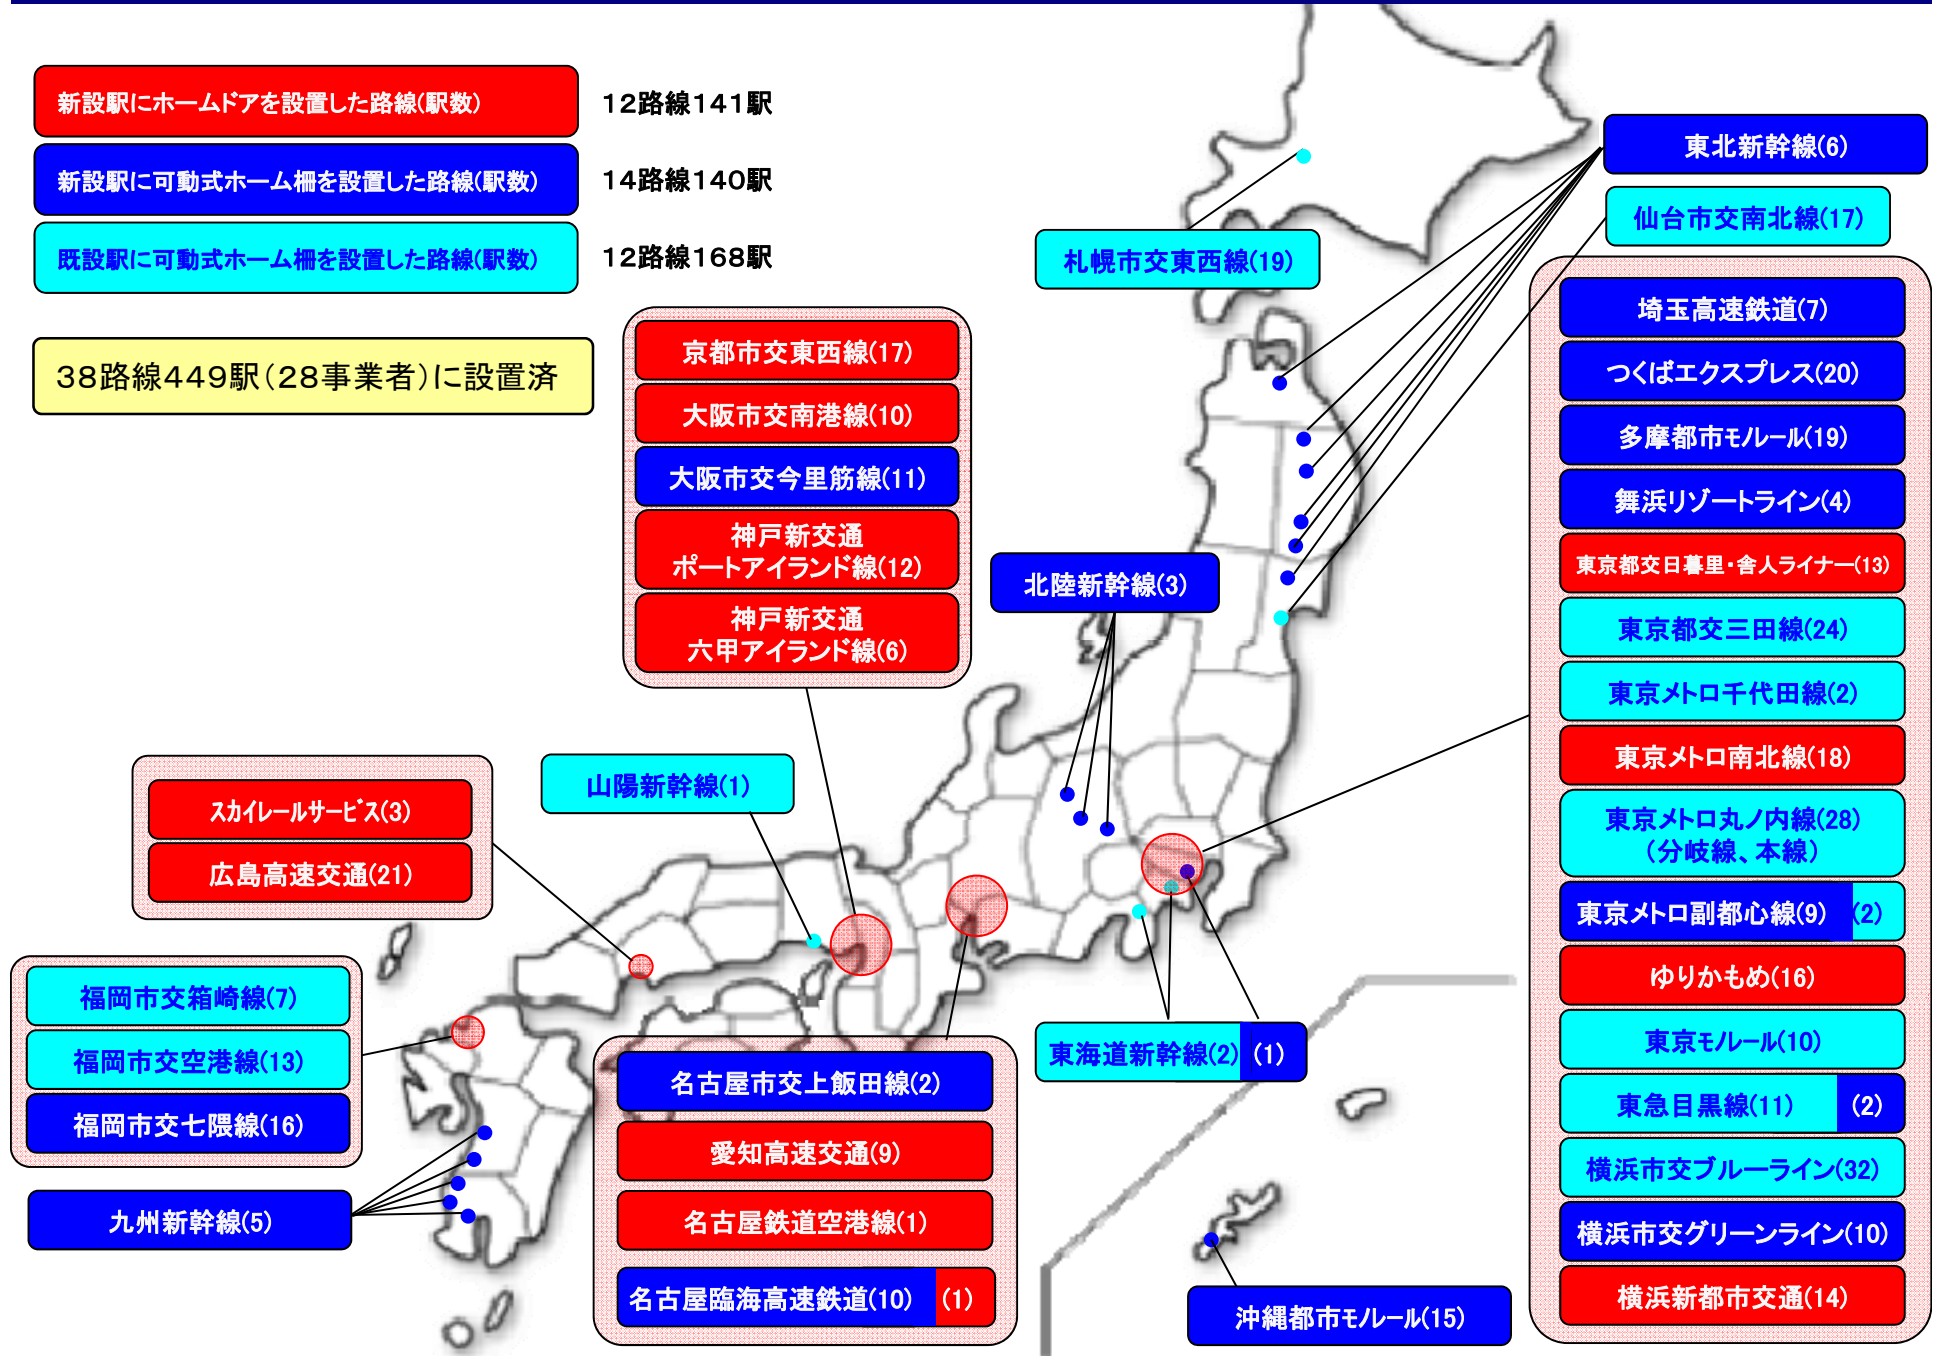 新設駅にホームドアを設置した路線(駅数)
12路線141駅
新設駅に可動式ホーム柵を設置した路線(駅数)
14路線140駅
既設駅に可動式ホーム柵を設置した路線(駅数)
12路線168駅
38路線449駅(28事業者)に設置済
東北新幹線(6)
仙台市交南北線(17)
札幌市交東西線(19)
京都市交東西線(17)
大阪市交南港線(10)
大阪市交今里筋線(11)
神戸新交通
ポートアイランド線(12)
神戸新交通
六甲アイランド線(6)
北陸新幹線(3)
埼玉高速鉄道(7)
つくばエクスプレス(20)
多摩都市モノレール(19)
舞浜リゾートライン(4)
東京都交日暮里・舎人ライナー(13)
東京都交三田線(24)
東京メトロ千代田線(2)
東京メトロ南北線(18)
東京メトロ丸ノ内線(28)
(分岐線、本線)
東京メトロ副都心線(9) (2)
ゆりかもめ(16)
東京モノレール(10)
東急目黒線(11) (2)
横浜市交ブルーライン(32)
横浜市交グリーンライン(10)
横浜新都市交通(14)
スカイレールサービス(3)
広島高速交通(21)
山陽新幹線(1)
福岡市交箱崎線(7)
福岡市交空港線(13)
福岡市交七隈線(16)
九州新幹線(5)
名古屋市交上飯田線(2)
愛知高速交通(9)
名古屋鉄道空港線(1)
名古屋臨海高速鉄道(10) (1)
東海道新幹線(2) (1)
沖縄都市モノレール(15)